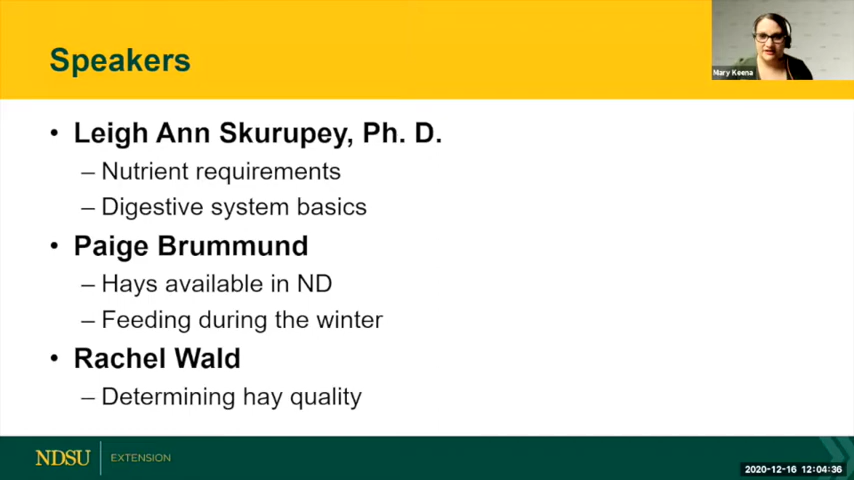 Speakers
Mary Keena
• Leigh Ann Skurupey, Ph. D.
– Nutrient requirements
– Digestive system basics
• Paige Brummund
– Hays available in ND
– Feeding during the winter
• Rachel Wald
– Determining hay quality
NDSU EXTENSION
2020-12-16 12:04:36